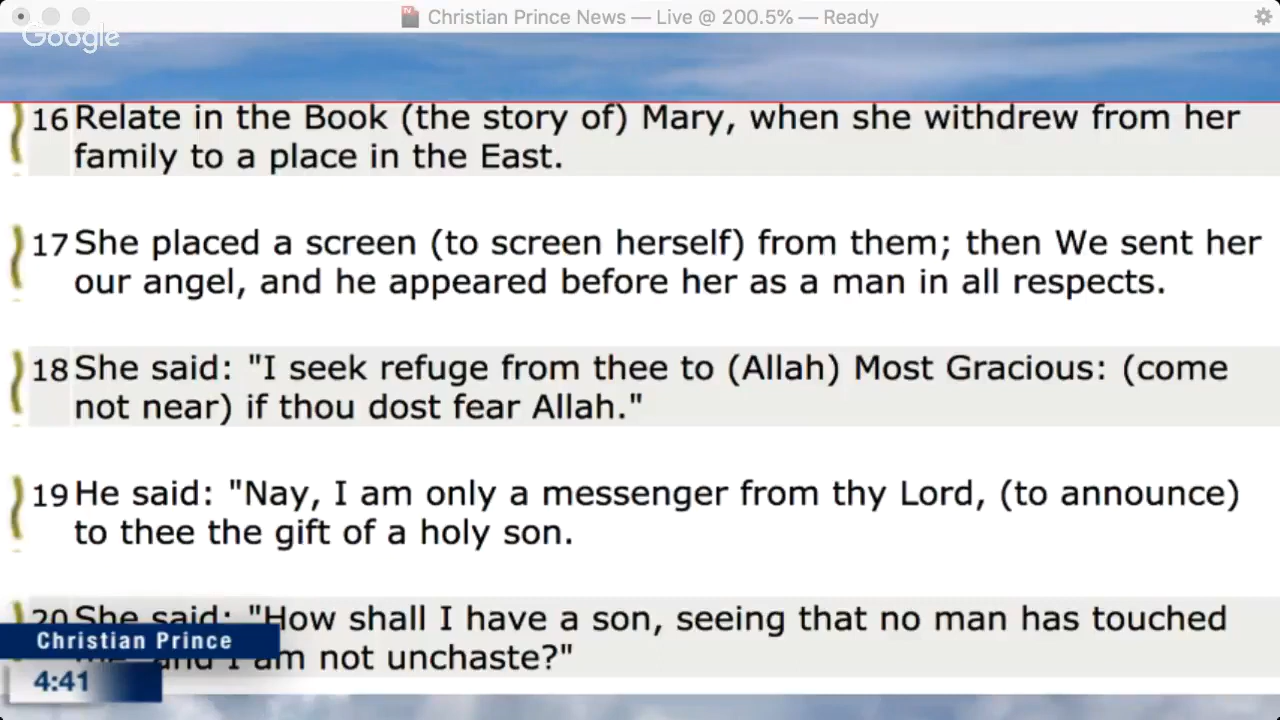 Christian Prince News — Live @ 200.5% — Ready
Google
16 Relate in the Book (the story of) Mary, when she withdrew from her
family to a place in the East.
17 She placed a screen (to screen herself) from them; then We sent her
our angel, and he appeared before her as a man in all respects.
18 She said: "I seek refuge from thee to (Allah) Most Gracious: (come
not near) if thou dost fear Allah."
19 He said: "Nay, I am only a messenger from thy Lord, (to announce)
to thee the gift of a holy son.
20 She said: "How shall I have a son, seeing that no man has touched
me, and I am not unchaste?"
Christian Prince
4:41